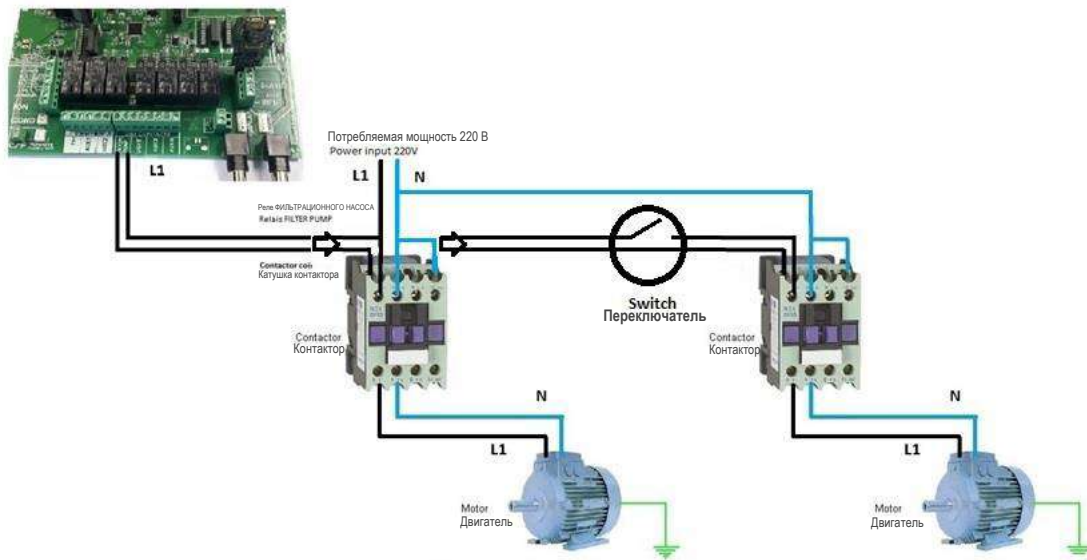 L1
Потребляемая мощность 220 В
Power input 220V
L1
N
Реле ФИЛЬТРАЦИОННОГО НАСОСА
Relais FILTER PUMP
Contactor coil
Катушка контактора
Switch
Переключатель
Contactor
Контактор
Contactor
Контактор
N
L1
N
L1
Motor
Двигатель
Motor
Двигатель